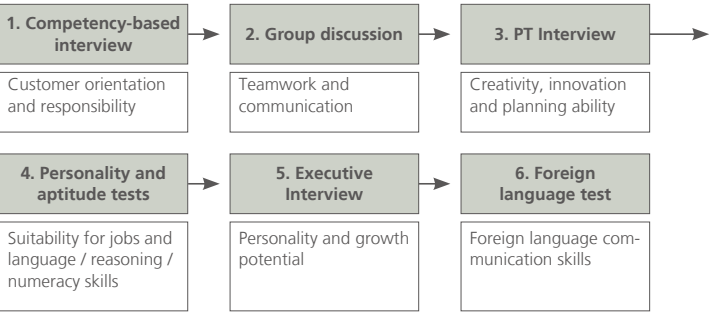 1. Competency-based
interview
2. Group discussion
3. PT Interview
Customer orientation
and responsibility
Teamwork and
communication
Creativity, innovation
and planning ability
4. Personality and
aptitude tests
5. Executive
Interview
6. Foreign
language test
Suitability for jobs and
language / reasoning /
numeracy skills
Personality and growth
potential
Foreign language com-
munication skills